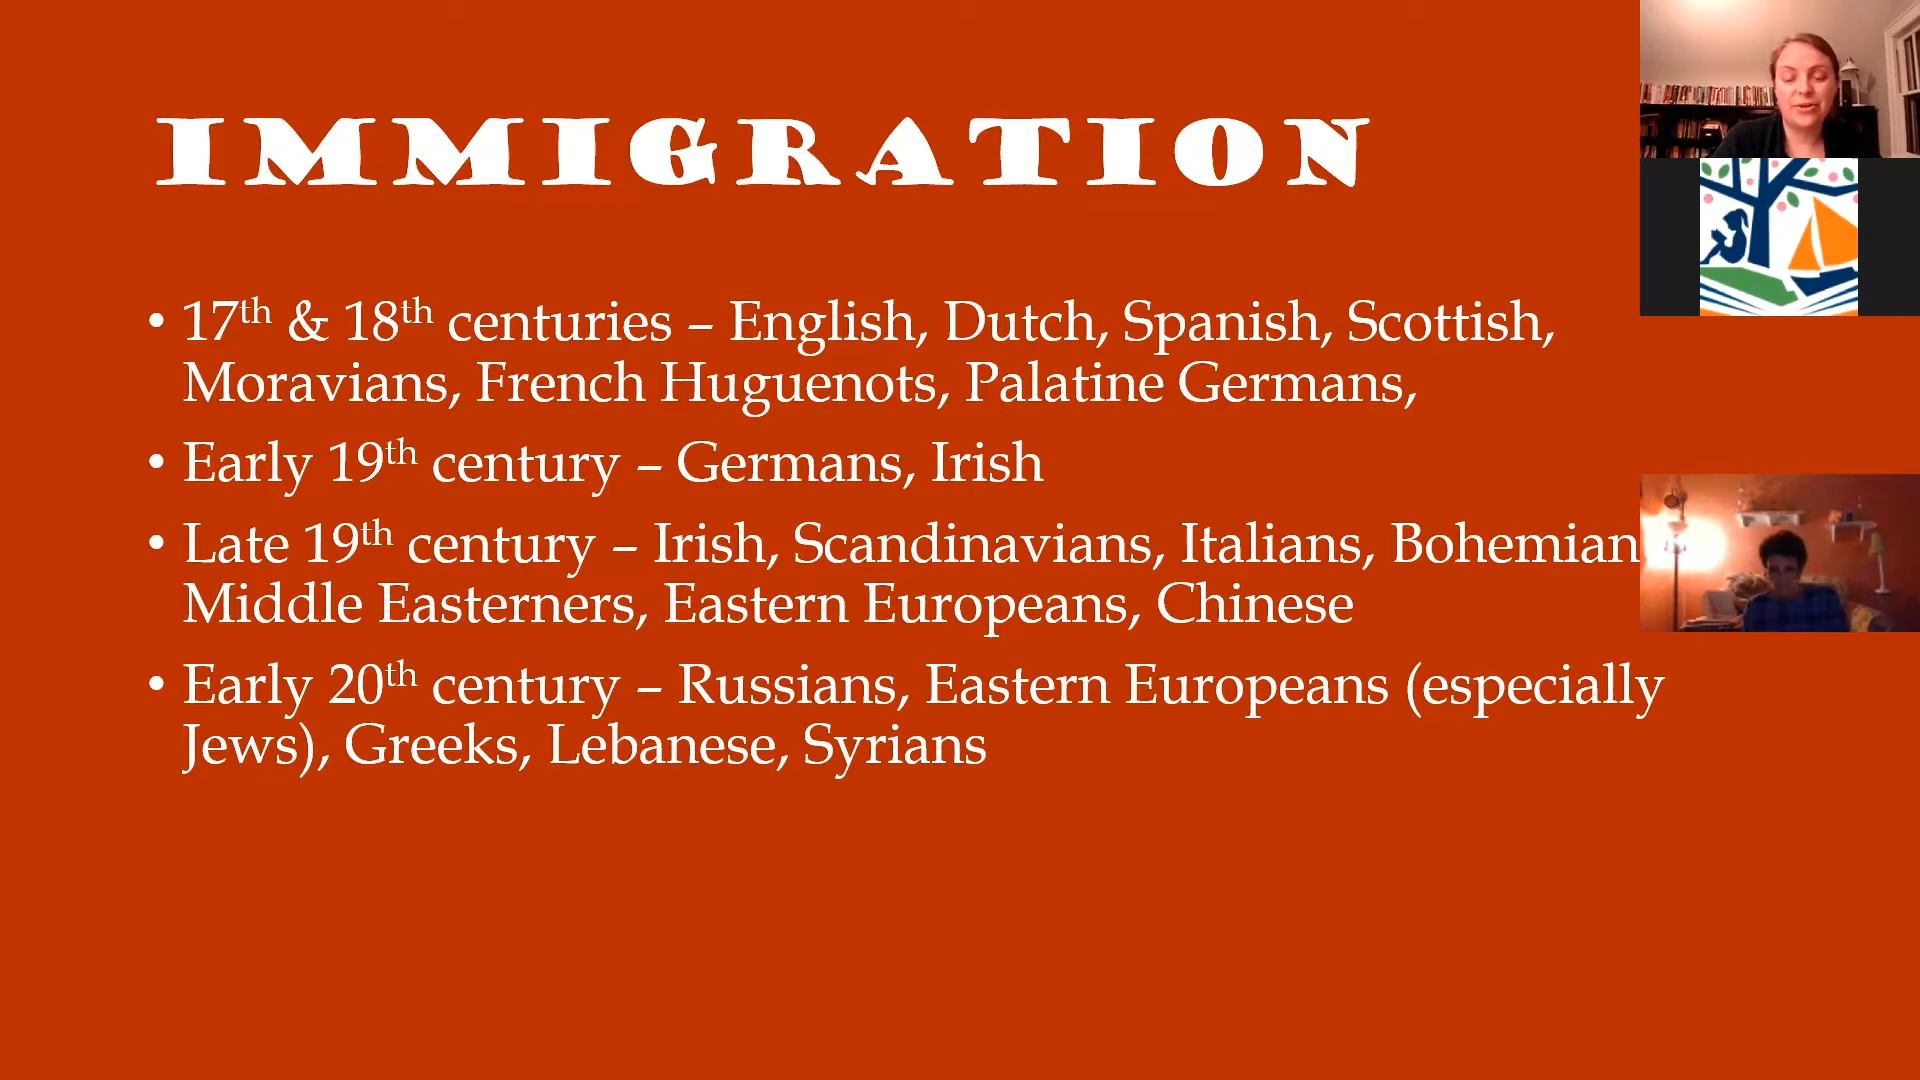 IMMIGRATION
• 17th & 18th centuries – English, Dutch, Spanish, Scottish,
Moravians, French Huguenots, Palatine Germans,
• Early 19th century – Germans, Irish
• Late 19th century – Irish, Scandinavians, Italians, Bohemian
Middle Easterners, Eastern Europeans, Chinese
• Early 20th century – Russians, Eastern Europeans (especially
Jews), Greeks, Lebanese, Syrians